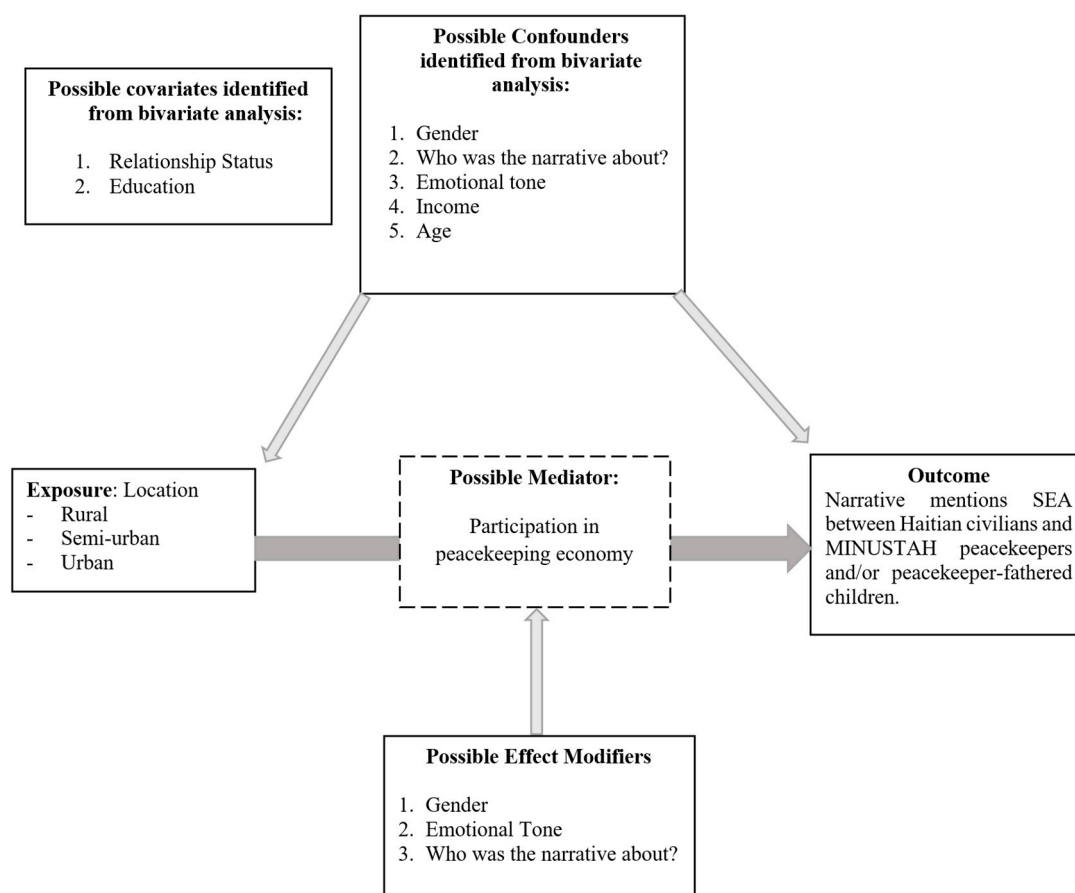 Possible covariates identified
from bivariate analysis:
1. Relationship Status
2. Education
Possible Confounders
identified from bivariate
analysis:
1. Gender
2. Who was the narrative about?
3. Emotional tone
4. Income
5. Age
Exposure: Location
- Rural
- Semi-urban
- Urban
Possible Mediator:
Participation in
peacekeeping economy
Outcome
Narrative mentions SEA
between Haitian civilians and
MINUSTAH peacekeepers
and/or peacekeeper-fathered
children.
Possible Effect Modifiers
1. Gender
2. Emotional Tone
3. Who was the narrative about?